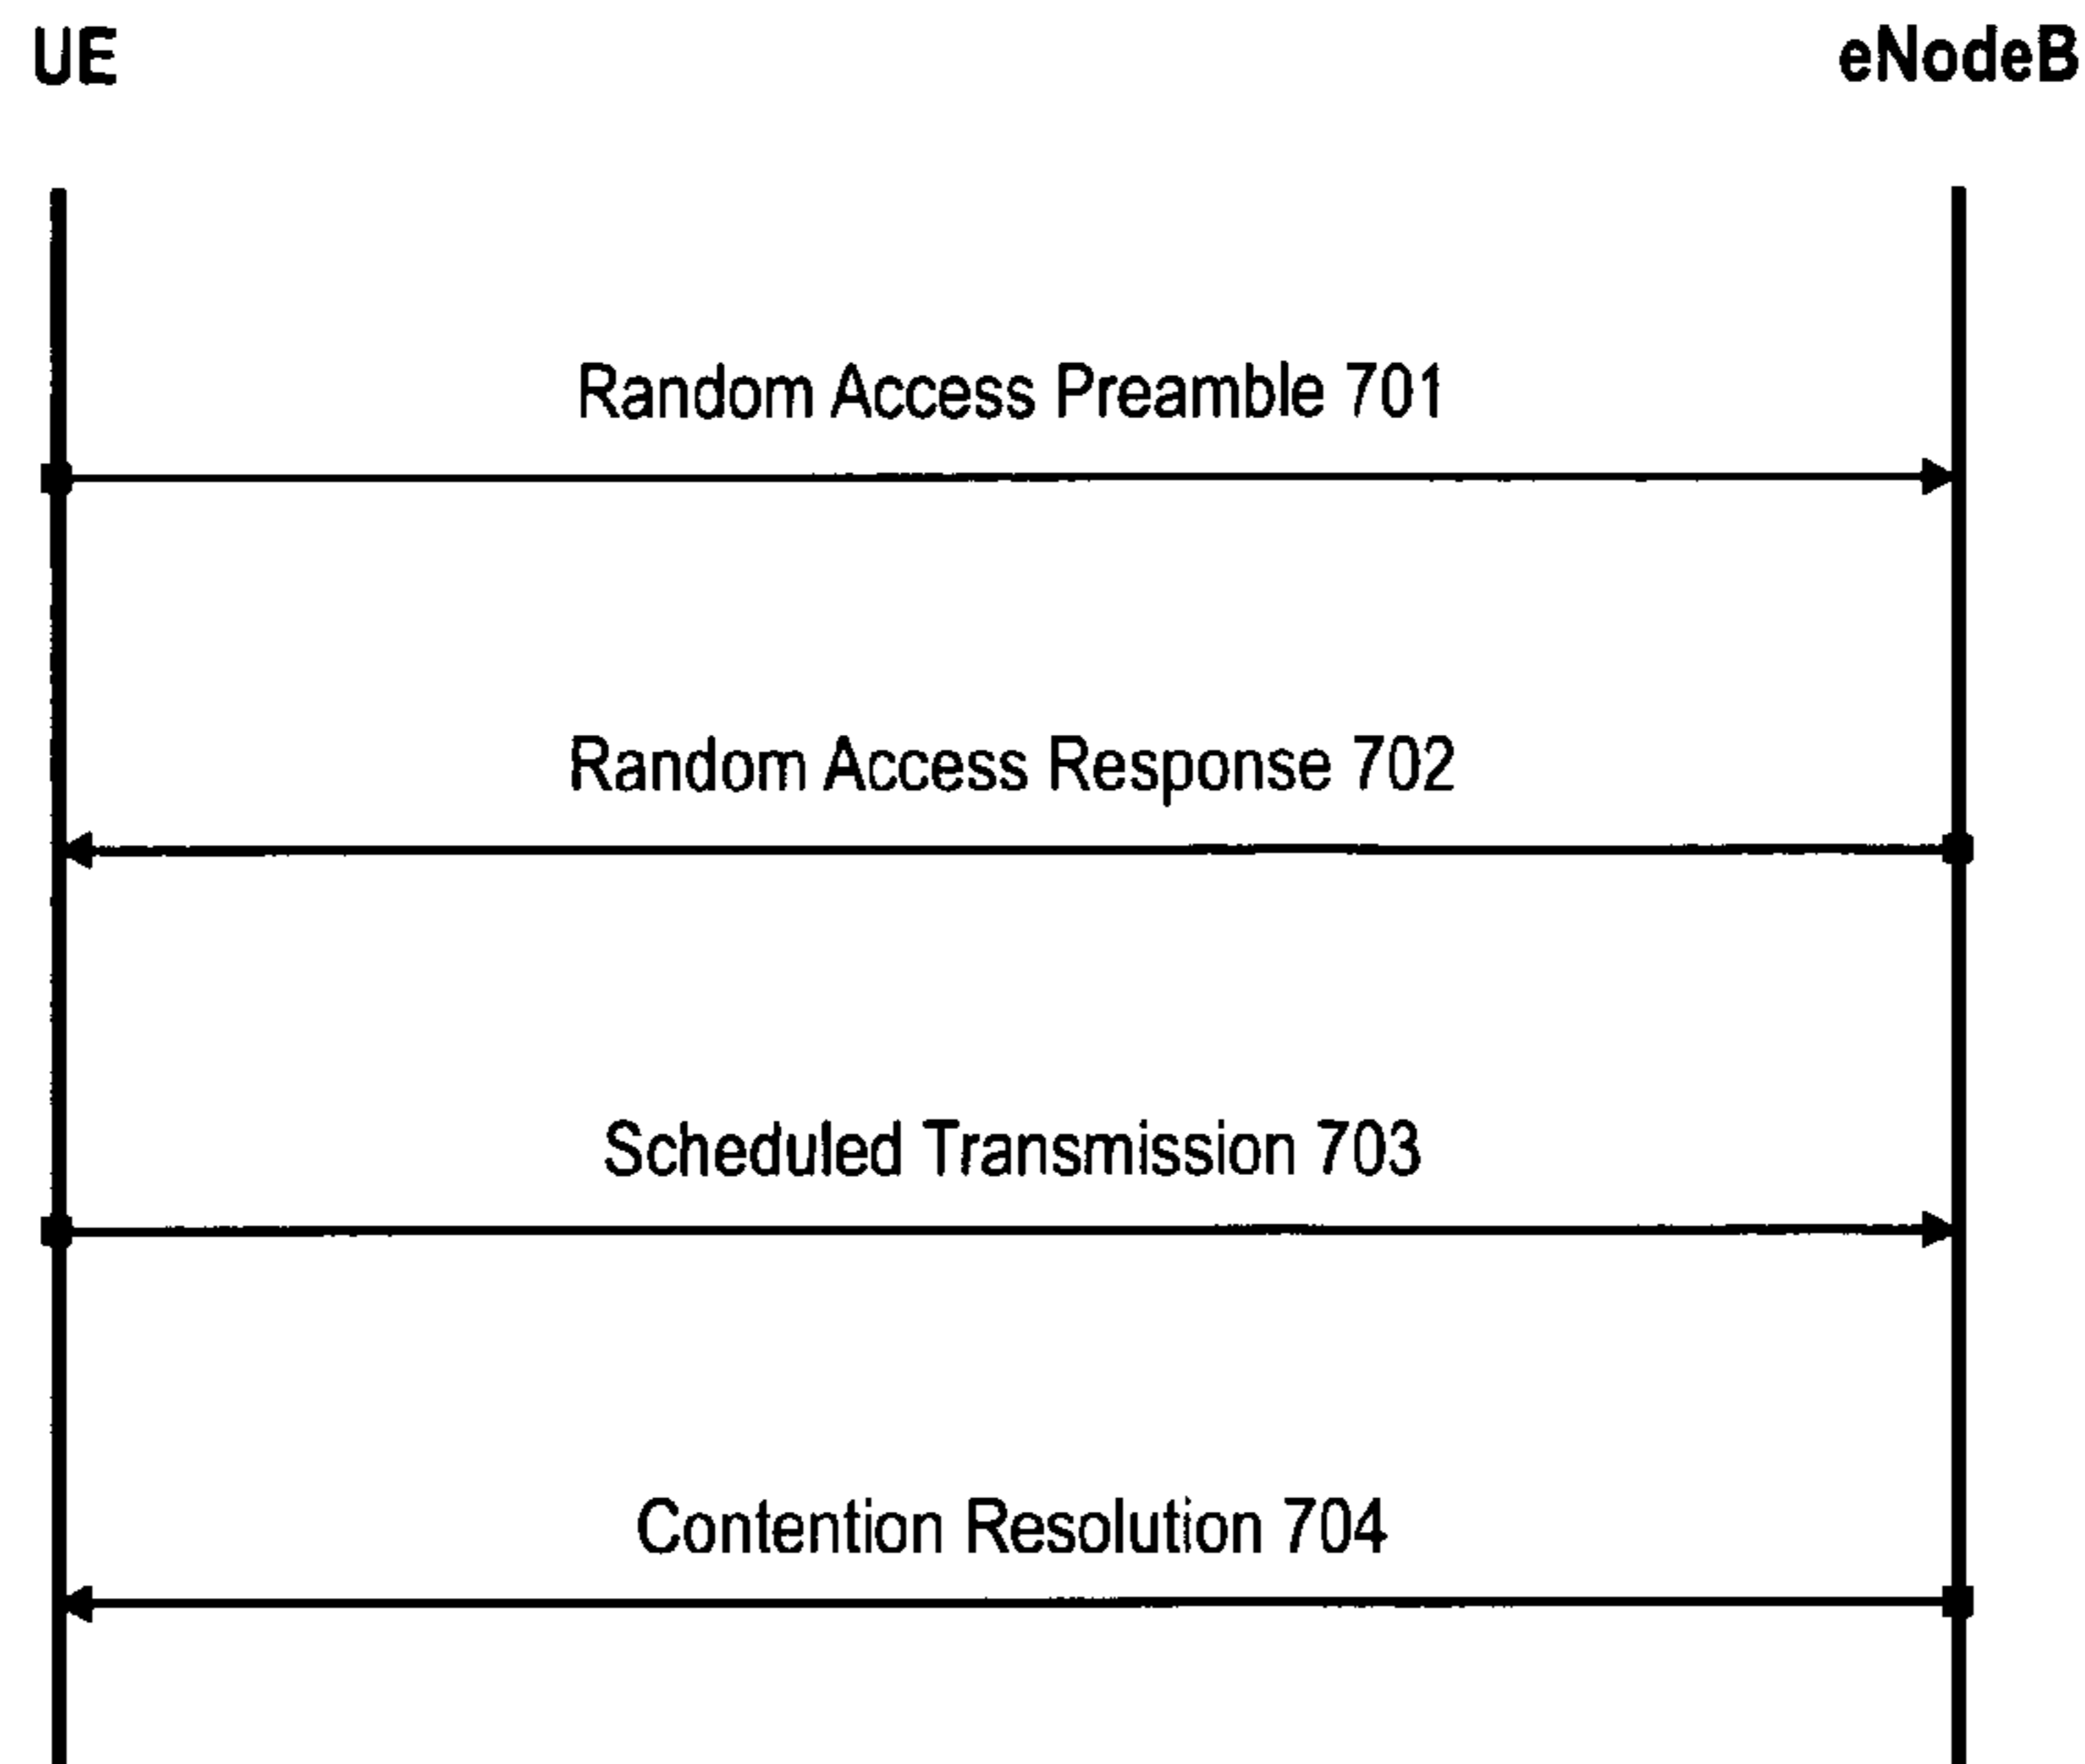 UE eNodeB
Random Access Preamble 701
Random Access Response 702
Scheduled Transmission 703
Contention Resolution 704